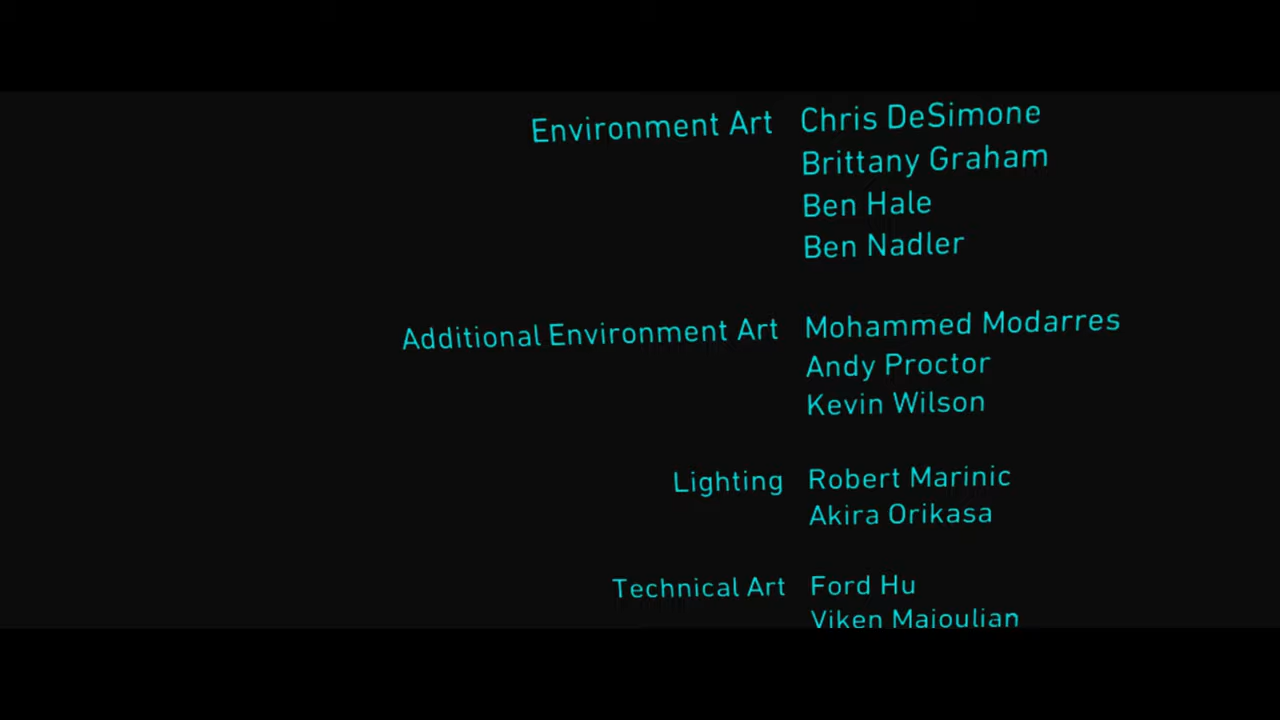 Environment Art Chris DeSimone
Brittany Graham
Ben Hale
Ben Nadler
Additional Environment Art Mohammed Modarres
Andy Proctor
Kevin Wilson
Lighting Robert Marinic
Akira Orikasa
Technical Art Ford Hu
Viken Majoulian